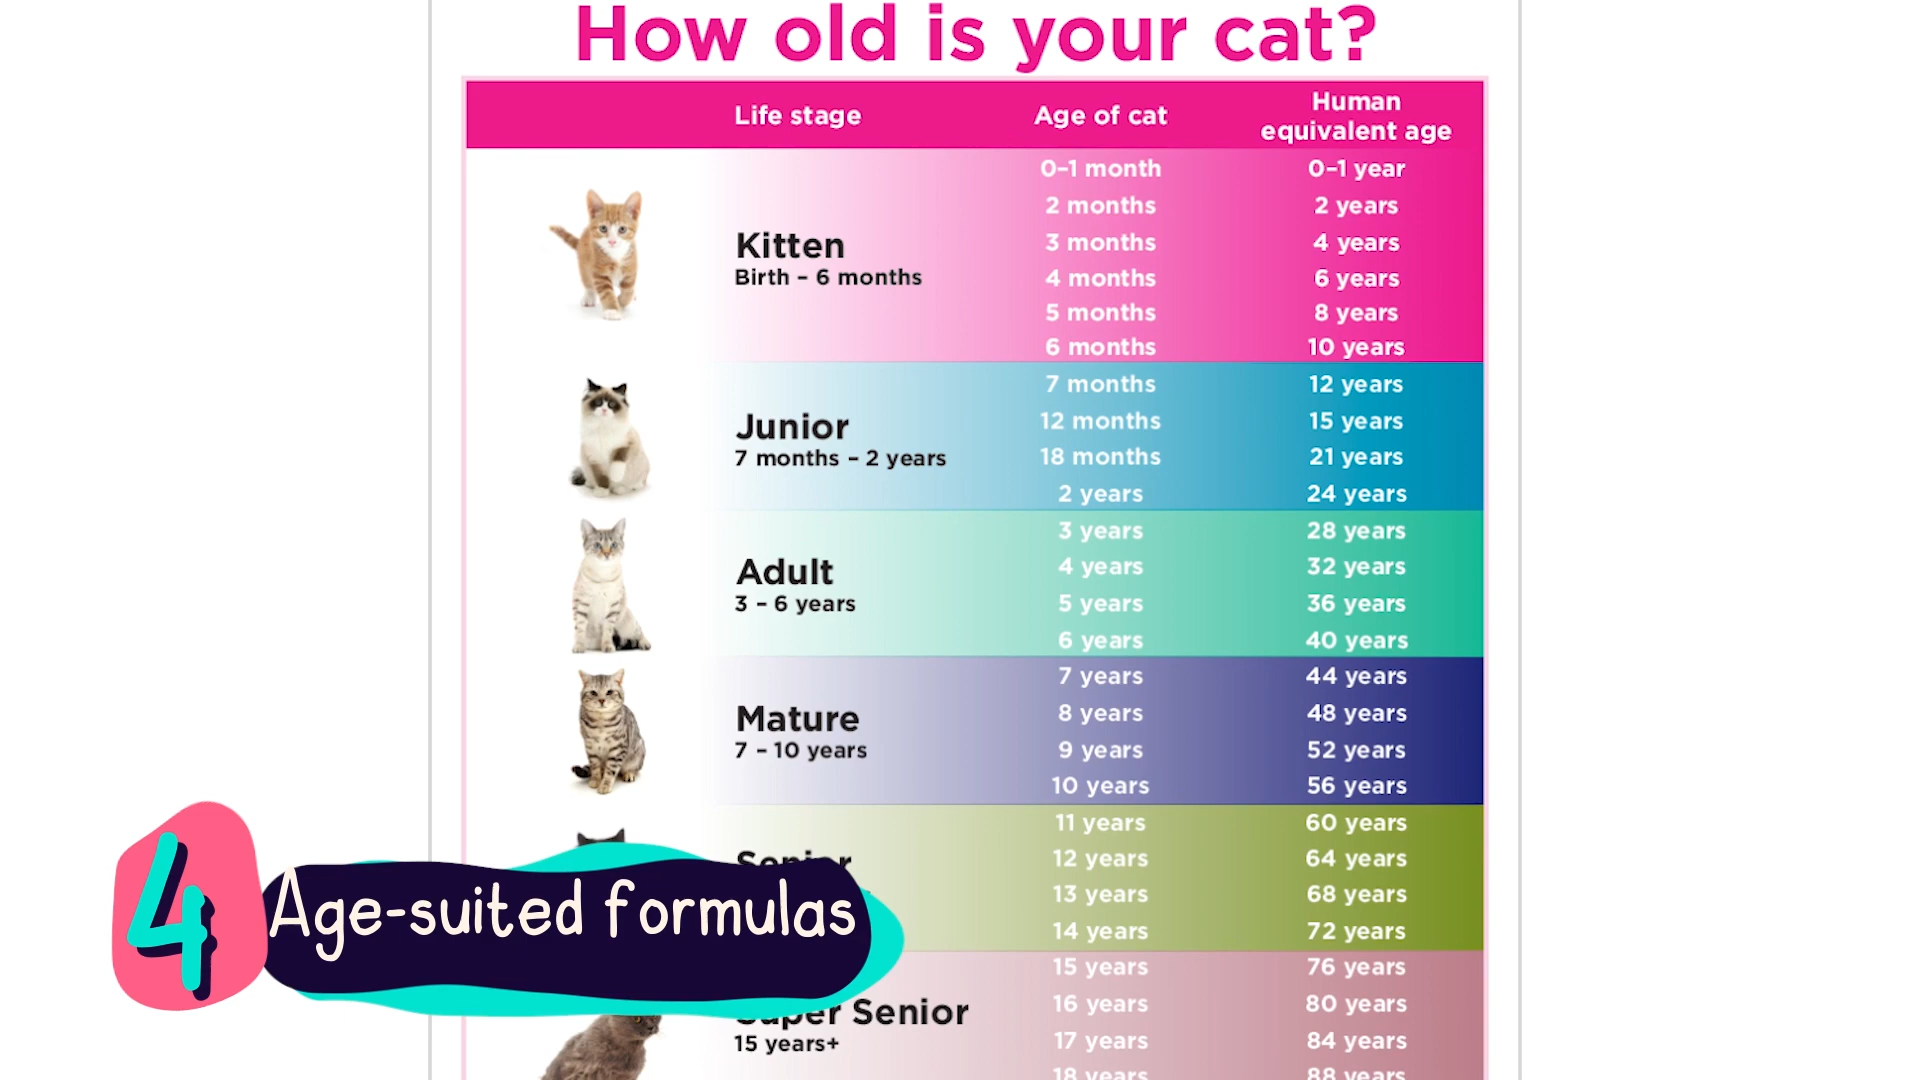 How old is your cat?
Life stage Age of cat Human equivalent age
Kitten
Birth – 6 months
0–1 month 0–1 year
2 months 2 years
3 months 4 years
4 months 6 years
5 months 8 years
6 months 10 years
Junior
7 months – 2 years
7 months 12 years
12 months 15 years
18 months 21 years
2 years 24 years
Adult
3 – 6 years
3 years 28 years
4 years 32 years
5 years 36 years
6 years 40 years
Mature
7 – 10 years
7 years 44 years
8 years 48 years
9 years 52 years
10 years 56 years
Senior
11 years 60 years
12 years 64 years
13 years 68 years
14 years 72 years
Super Senior
15 years+
15 years 76 years
16 years 80 years
17 years 84 years
18 years 88 years
4 Age-suited formulas